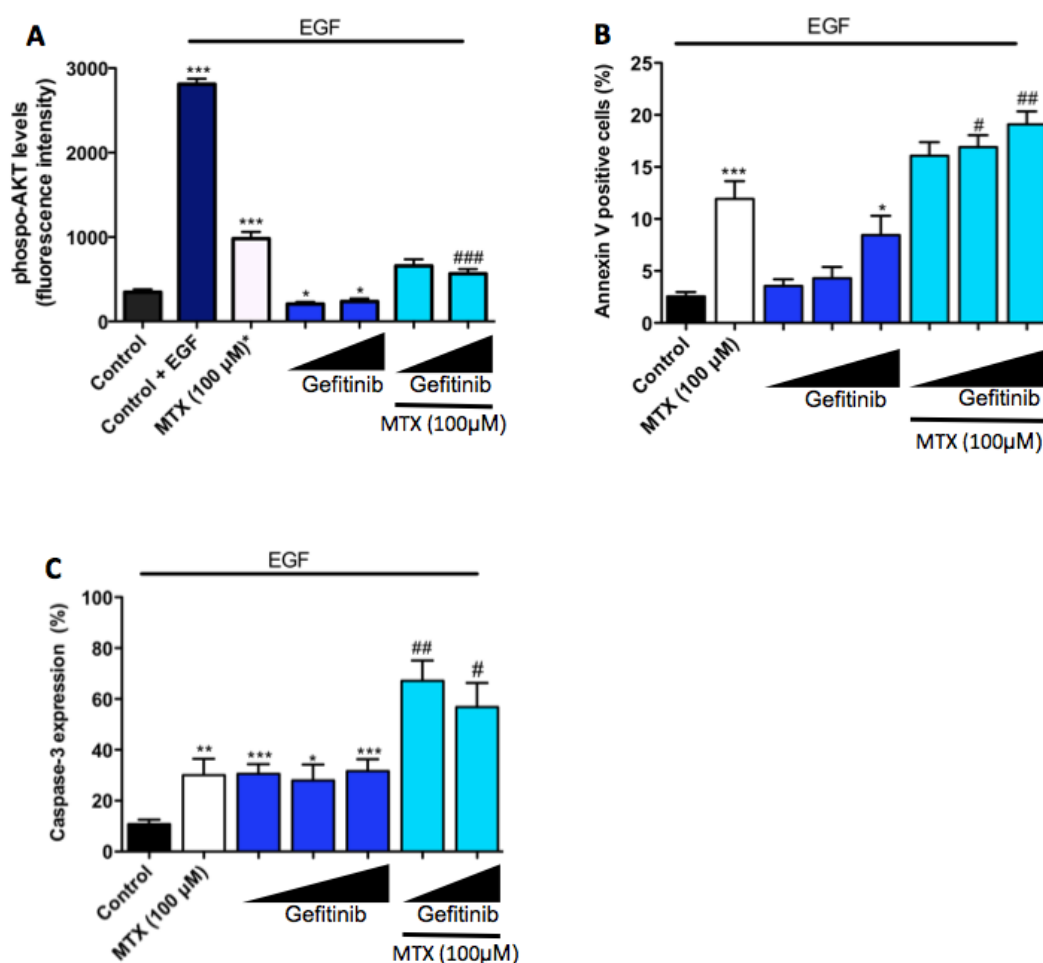 A
EGF
phospo-AKT levels
(fluorescence intensity)
3000
2000
1000
0
***
***
*
*
###
Control
Control + EGF
MTX (100 µM)*
Gefitinib
Gefitinib
MTX (100µM)
B
EGF
Annexin V positive cells (%)
25
20
15
10
5
0
***
*
#
##
Control
MTX (100 µM)
Gefitinib
Gefitinib
MTX (100µM)
C
EGF
Caspase-3 expression (%)
100
80
60
40
20
0
**
***
*
***
##
#
Control
MTX (100 µM)
Gefitinib
Gefitinib
MTX (100µM)